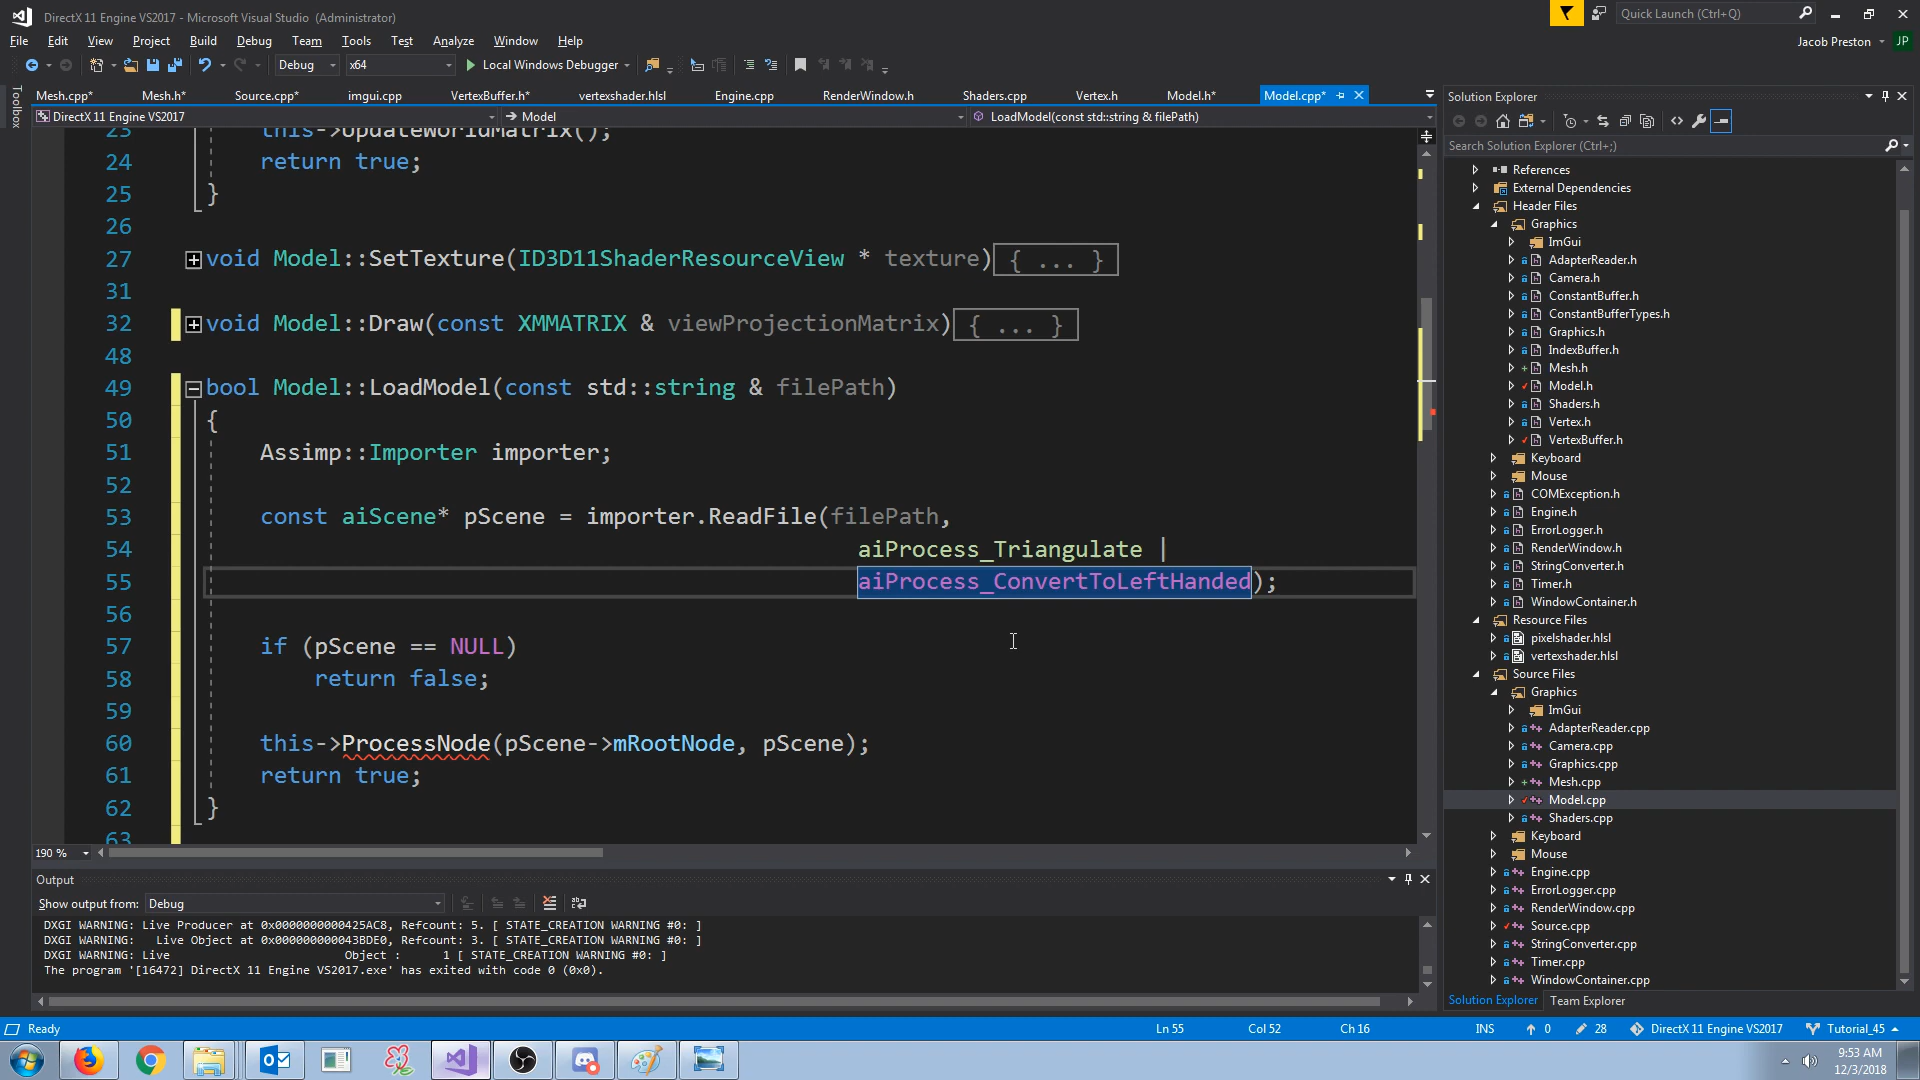 DirectX 11 Engine VS2017 - Microsoft Visual Studio (Administrator)
Quick Launch (Ctrl+Q)
File Edit View Project Build Debug Team Tools Test Analyze Window Help
Jacob Preston JP
Debug x64 Local Windows Debugger
Toolbox
Mesh.cpp* Mesh.h* Source.cpp* imgui.cpp VertexBuffer.h* vertexshader.hlsl Engine.cpp RenderWindow.h Shaders.cpp Vertex.h Model.h* Model.cpp*
DirectX 11 Engine VS2017 Model LoadModel(const std::string & filePath)
23 this->UpdateWorldMatrix();
24 return true;
25 }
26
27 void Model::SetTexture(ID3D11ShaderResourceView * texture){ ... }
31
32 void Model::Draw(const XMMATRIX & viewProjectionMatrix){ ... }
48
49 bool Model::LoadModel(const std::string & filePath)
50 {
51 Assimp::Importer importer;
52
53 const aiScene* pScene = importer.ReadFile(filePath,
54 aiProcess_Triangulate |
55 aiProcess_ConvertToLeftHanded);
56
57 if (pScene == NULL)
58 return false;
59
60 this->ProcessNode(pScene->mRootNode, pScene);
61 return true;
62 }
63
190 %
Output
Show output from: Debug
DXGI WARNING: Live Producer at 0x0000000000425AC8, Refcount: 5. [ STATE_CREATION WARNING #0: ]
DXGI WARNING: Live Object at 0x000000000043BDE0, Refcount: 3. [ STATE_CREATION WARNING #0: ]
DXGI WARNING: Live Object : 1 [ STATE_CREATION WARNING #0: ]
The program '[16472] DirectX 11 Engine VS2017.exe' has exited with code 0 (0x0).
Solution Explorer
Search Solution Explorer (Ctrl+;)
References
External Dependencies
Header Files
Graphics
ImGui
AdapterReader.h
Camera.h
ConstantBuffer.h
ConstantBufferTypes.h
Graphics.h
IndexBuffer.h
Mesh.h
Model.h
Shaders.h
Vertex.h
VertexBuffer.h
Keyboard
Mouse
COMException.h
Engine.h
ErrorLogger.h
RenderWindow.h
StringConverter.h
Timer.h
WindowContainer.h
Resource Files
pixelshader.hlsl
vertexshader.hlsl
Source Files
Graphics
ImGui
AdapterReader.cpp
Camera.cpp
Graphics.cpp
Mesh.cpp
Model.cpp
Shaders.cpp
Keyboard
Mouse
Engine.cpp
ErrorLogger.cpp
RenderWindow.cpp
Source.cpp
StringConverter.cpp
Timer.cpp
WindowContainer.cpp
Solution Explorer Team Explorer
Ready Ln 55 Col 52 Ch 16 INS 0 28 DirectX 11 Engine VS2017 Tutorial_45
9:53 AM
12/3/2018